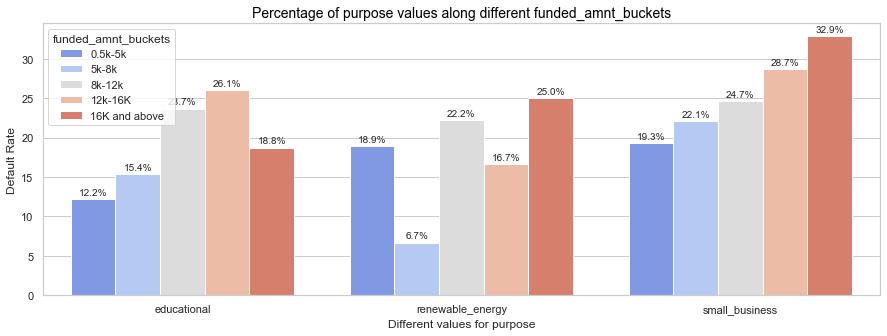 Percentage of purpose values along different funded_amnt_buckets
funded_amnt_buckets
0.5k-5k
5k-8k
8k-12k
12k-16K
16K and above
Default Rate
30
25
20
15
10
5
0
12.2%
15.4%
23.7%
26.1%
18.8%
18.9%
6.7%
22.2%
16.7%
25.0%
19.3%
22.1%
24.7%
28.7%
32.9%
educational
renewable_energy
small_business
Different values for purpose